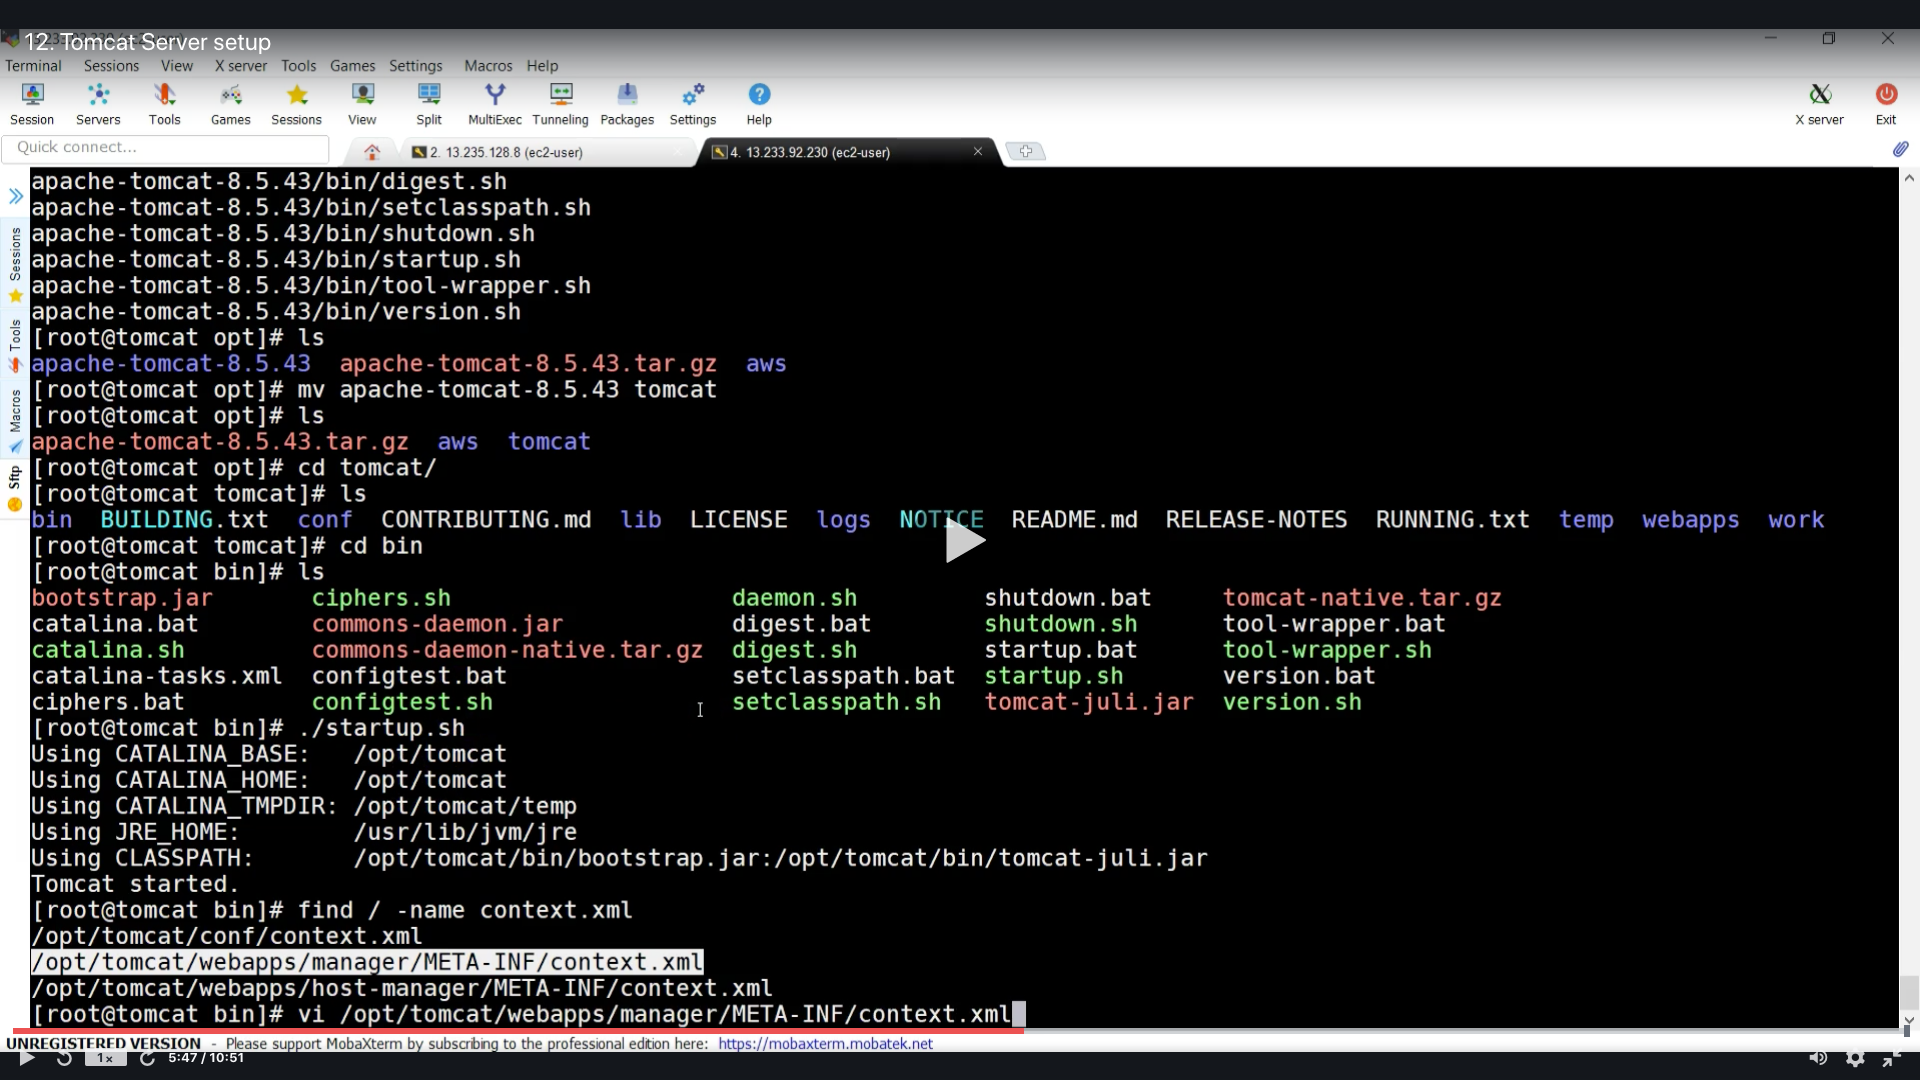 12. Tomcat Server setup
Terminal Sessions View X server Tools Games Settings Macros Help
Session Servers Tools Games Sessions View Split MultiExec Tunneling Packages Settings Help X server Exit
Quick connect...
2. 13.235.128.8 (ec2-user)
4. 13.233.92.230 (ec2-user)
Sessions
Tools
Macros
Sftp
apache-tomcat-8.5.43/bin/digest.sh
apache-tomcat-8.5.43/bin/setclasspath.sh
apache-tomcat-8.5.43/bin/shutdown.sh
apache-tomcat-8.5.43/bin/startup.sh
apache-tomcat-8.5.43/bin/tool-wrapper.sh
apache-tomcat-8.5.43/bin/version.sh
[root@tomcat opt]# ls
apache-tomcat-8.5.43 apache-tomcat-8.5.43.tar.gz aws
[root@tomcat opt]# mv apache-tomcat-8.5.43 tomcat
[root@tomcat opt]# ls
apache-tomcat-8.5.43.tar.gz aws tomcat
[root@tomcat opt]# cd tomcat/
[root@tomcat tomcat]# ls
bin BUILDING.txt conf CONTRIBUTING.md lib LICENSE logs NOTICE README.md RELEASE-NOTES RUNNING.txt temp webapps work
[root@tomcat tomcat]# cd bin
[root@tomcat bin]# ls
bootstrap.jar ciphers.sh daemon.sh shutdown.bat tomcat-native.tar.gz
catalina.bat commons-daemon.jar digest.bat shutdown.sh tool-wrapper.bat
catalina.sh commons-daemon-native.tar.gz digest.sh startup.bat tool-wrapper.sh
catalina-tasks.xml configtest.bat setclasspath.bat startup.sh version.bat
ciphers.bat configtest.sh setclasspath.sh tomcat-juli.jar version.sh
[root@tomcat bin]# ./startup.sh
Using CATALINA_BASE: /opt/tomcat
Using CATALINA_HOME: /opt/tomcat
Using CATALINA_TMPDIR: /opt/tomcat/temp
Using JRE_HOME: /usr/lib/jvm/jre
Using CLASSPATH: /opt/tomcat/bin/bootstrap.jar:/opt/tomcat/bin/tomcat-juli.jar
Tomcat started.
[root@tomcat bin]# find / -name context.xml
/opt/tomcat/conf/context.xml
/opt/tomcat/webapps/manager/META-INF/context.xml
/opt/tomcat/webapps/host-manager/META-INF/context.xml
[root@tomcat bin]# vi /opt/tomcat/webapps/manager/META-INF/context.xml
UNREGISTERED VERSION - Please support MobaXterm by subscribing to the professional edition here: https://mobaxterm.mobatek.net
1x 5:47 / 10:51